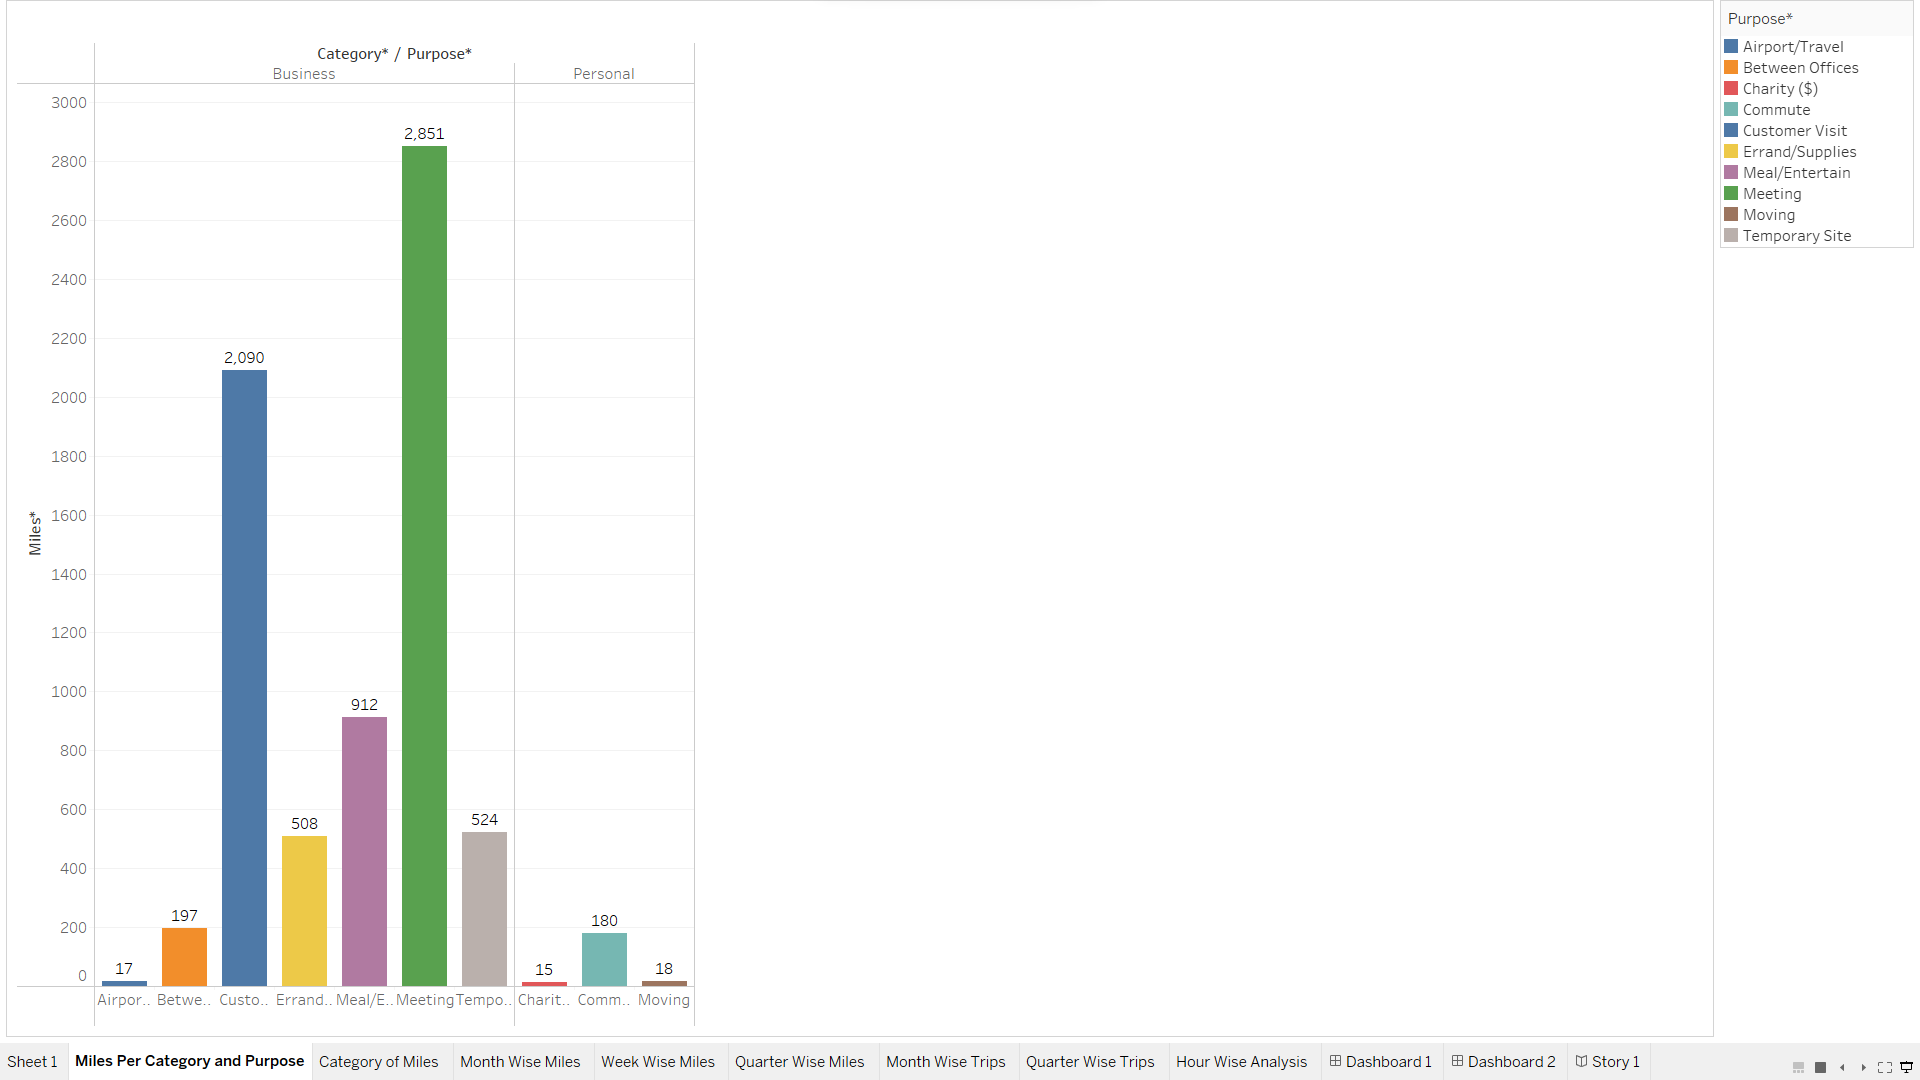 Category* / Purpose*
Business
Personal
3000
2800
2600
2400
2200
2000
1800
1600
1400
1200
1000
800
600
400
200
0
Miles*
17
197
2,090
508
912
2,851
524
15
180
18
Airpor..
Betwe..
Custo..
Errand..
Meal/E..
Meeting
Tempo..
Charit..
Comm..
Moving
Purpose*
Airport/Travel
Between Offices
Charity ($)
Commute
Customer Visit
Errand/Supplies
Meal/Entertain
Meeting
Moving
Temporary Site
Sheet 1
Miles Per Category and Purpose
Category of Miles
Month Wise Miles
Week Wise Miles
Quarter Wise Miles
Month Wise Trips
Quarter Wise Trips
Hour Wise Analysis
Dashboard 1
Dashboard 2
Story 1